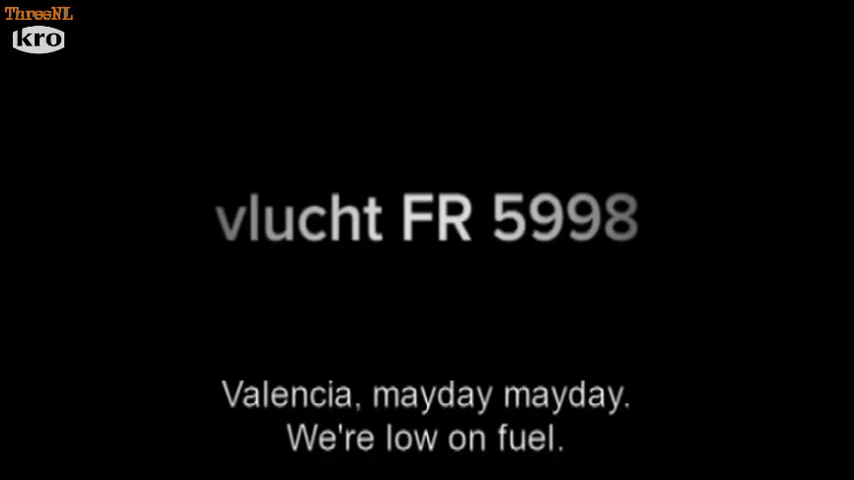 ThreeNL
kro
vlucht FR 5998
Valencia, mayday mayday.
We're low on fuel.